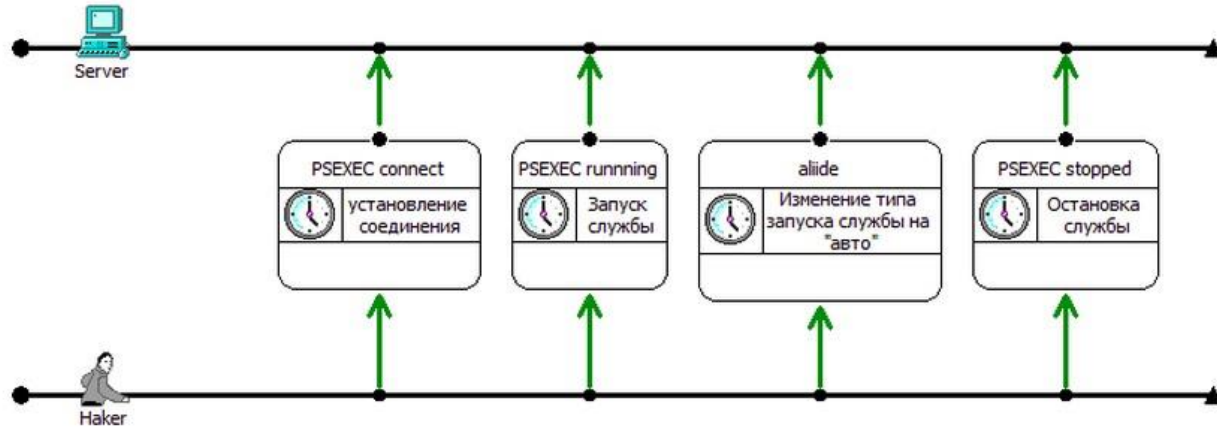 Server
PSEXEC connect
установление
соединения
PSEXEC runnning
Запуск
службы
aliide
Изменение типа
запуска службы на
"авто"
PSEXEC stopped
Остановка
службы
Haker